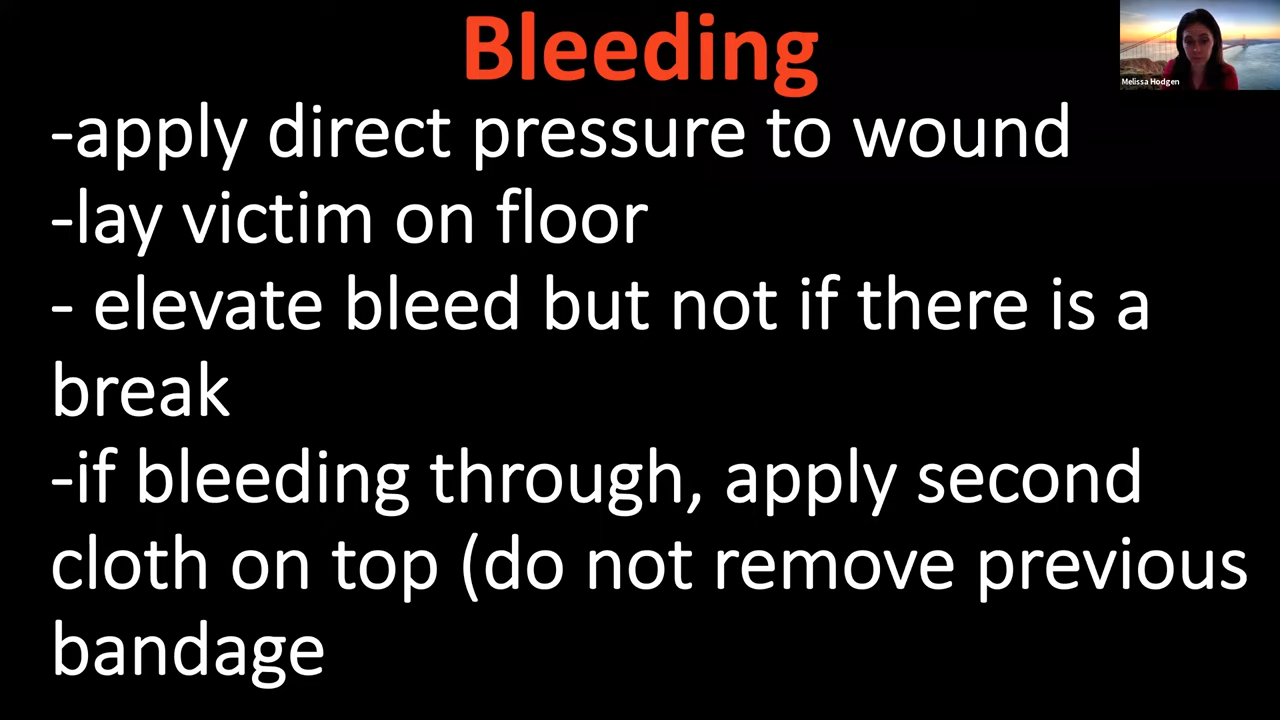 Bleeding
-apply direct pressure to wound
-lay victim on floor
- elevate bleed but not if there is a
break
-if bleeding through, apply second
cloth on top (do not remove previous
bandage
Melissa Hodgen